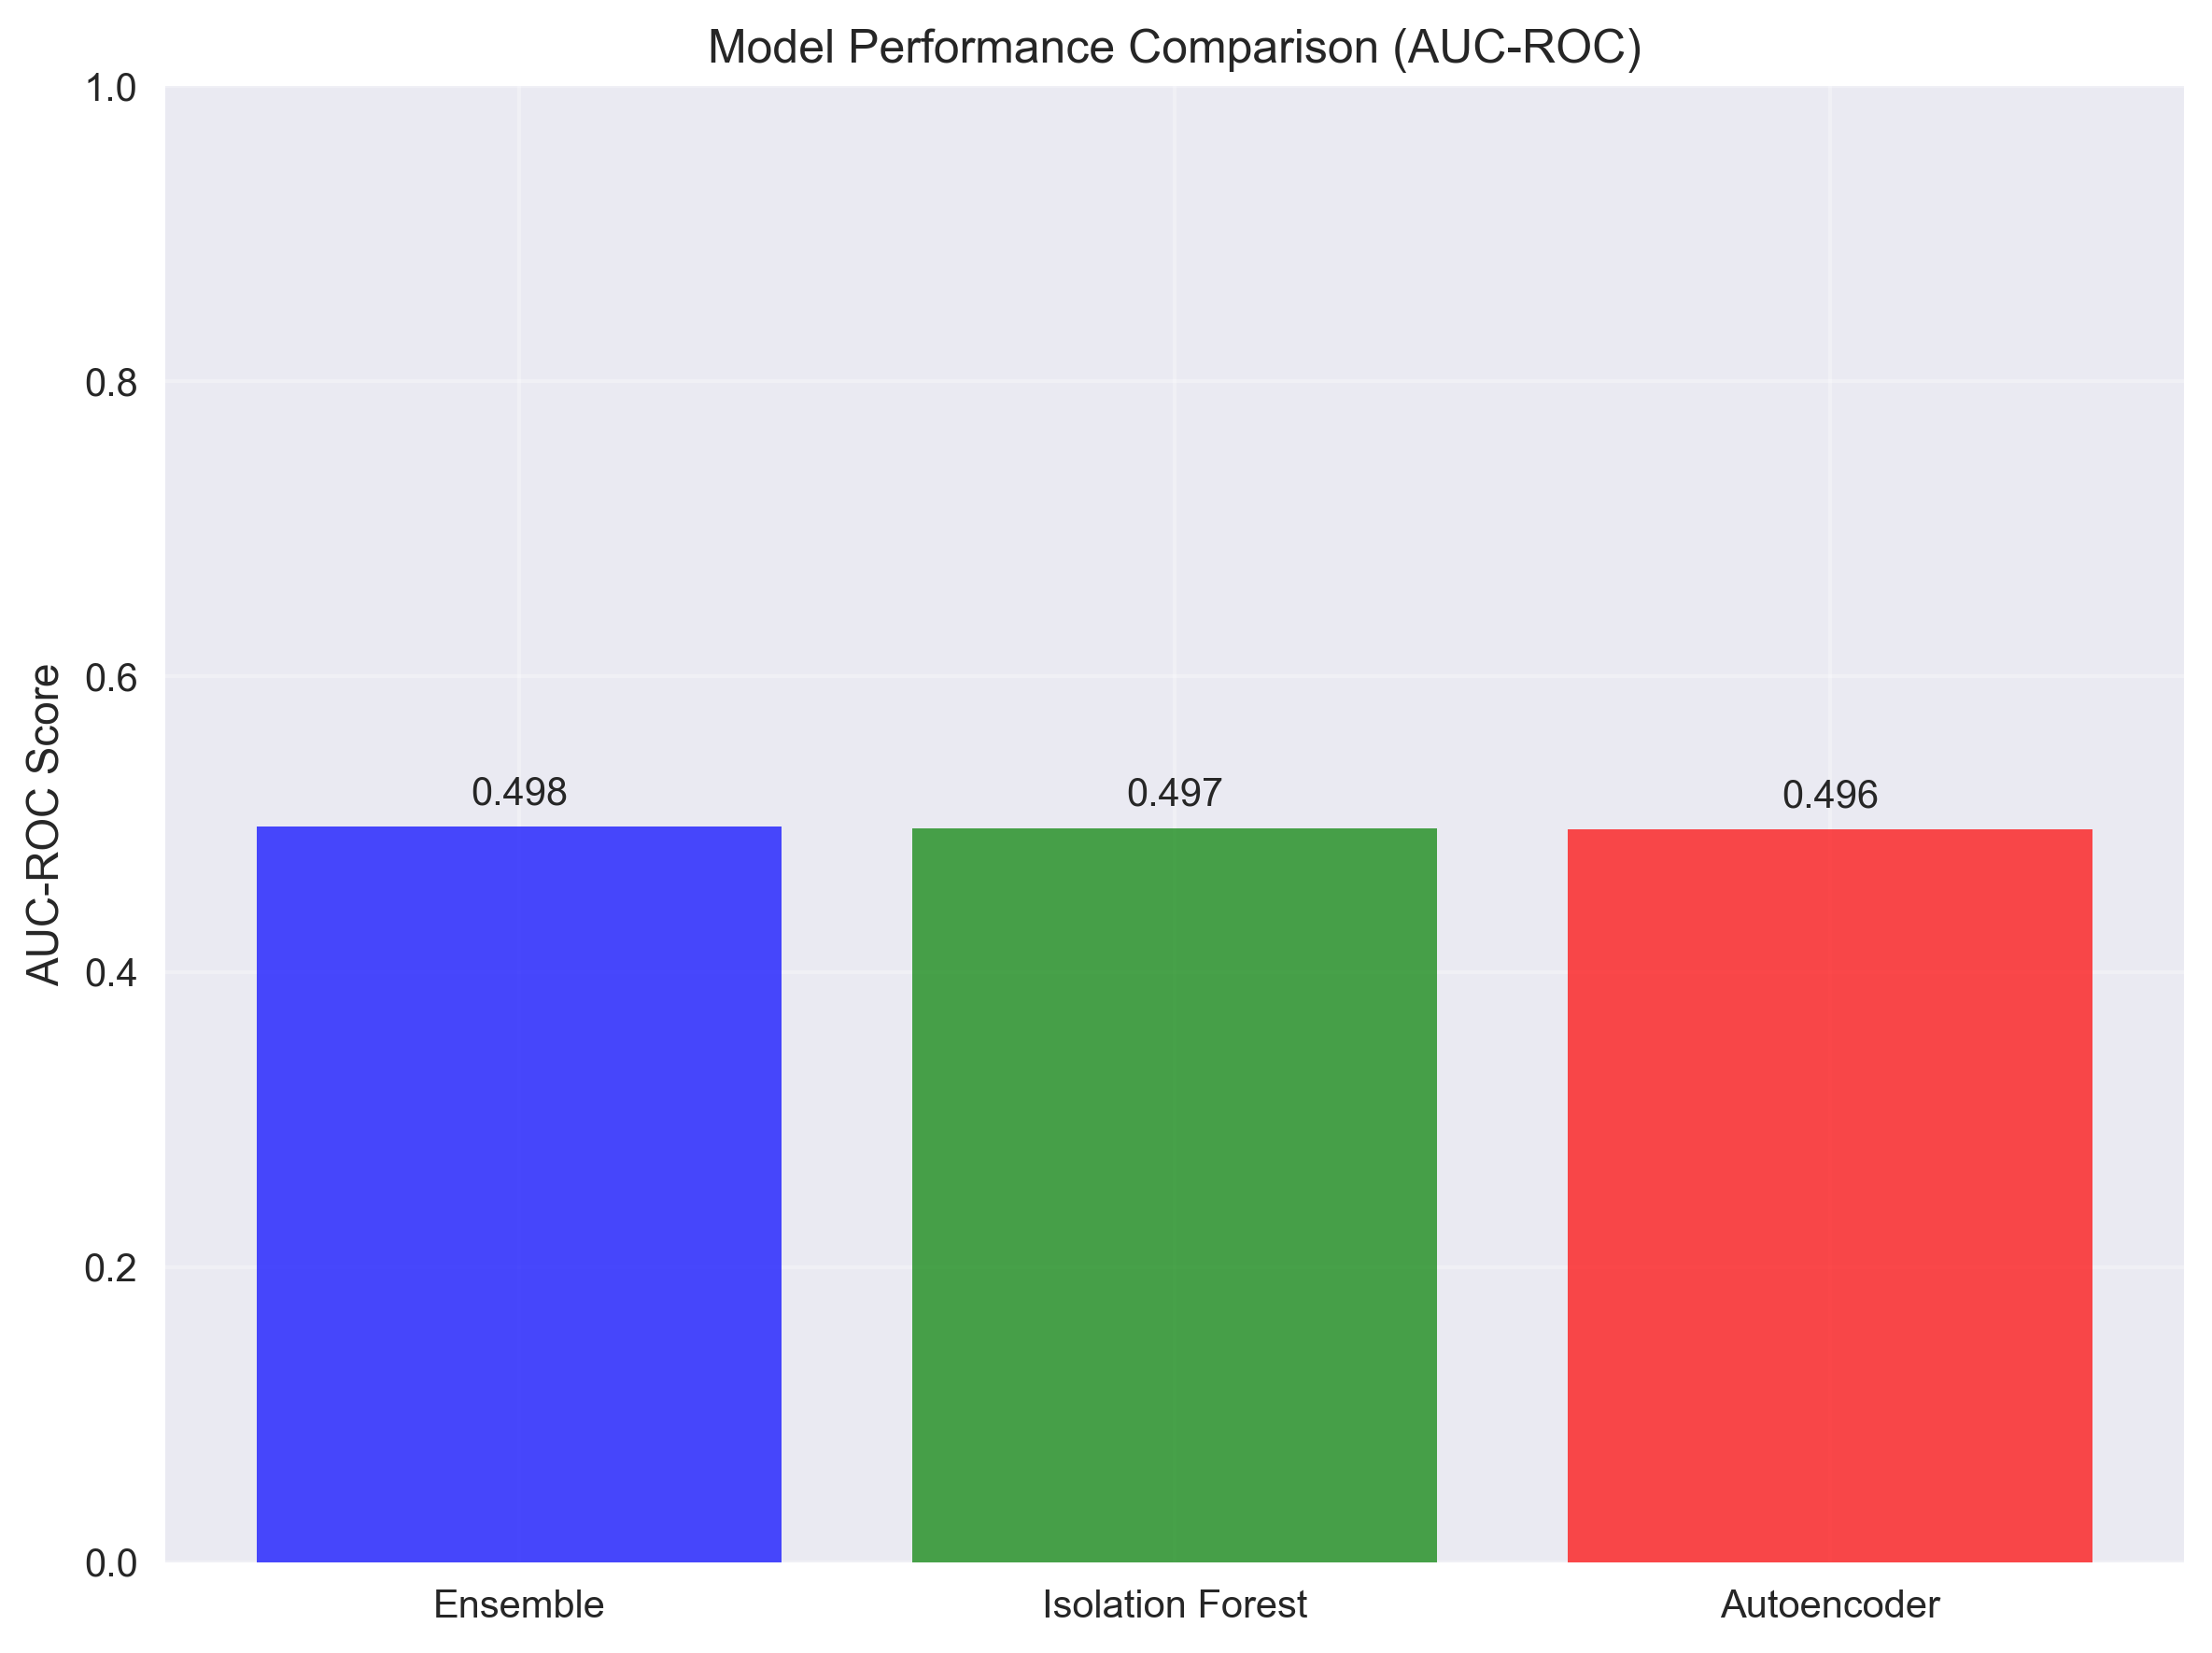 Model Performance Comparison (AUC-ROC)
AUC-ROC Score
1.0
0.8
0.6
0.4
0.2
0.0
0.498
0.497
0.496
Ensemble
Isolation Forest
Autoencoder